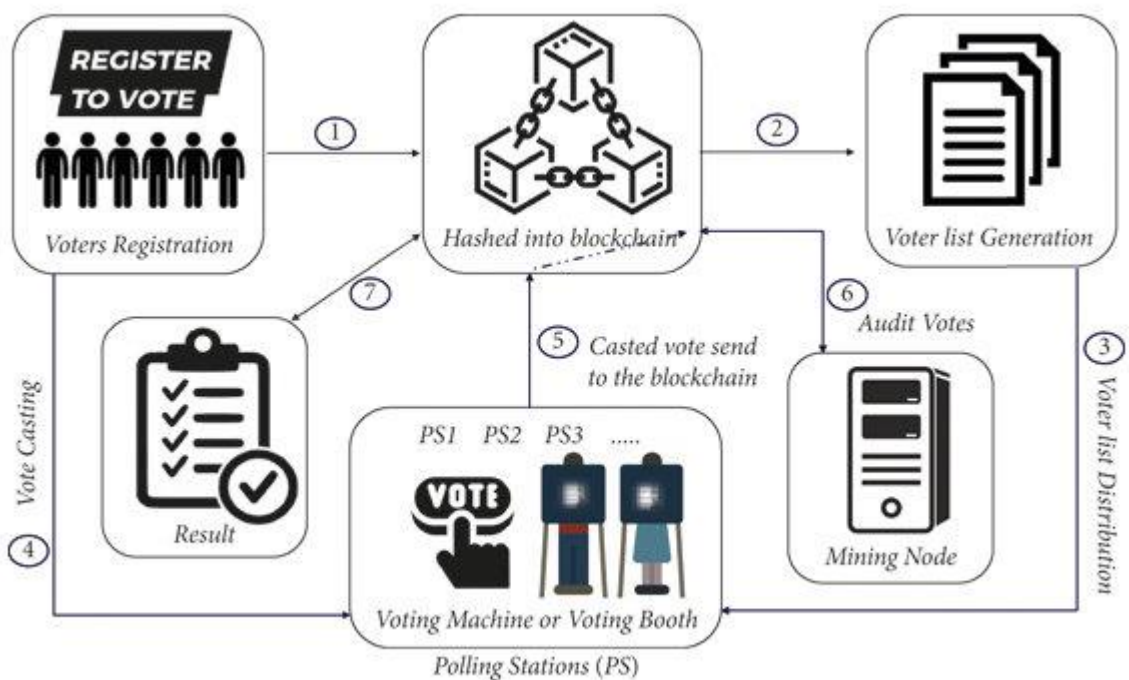 REGISTER
TO VOTE
Voters Registration
1
Hashed into blockchain
2
Voter list Generation
7
6
Audit Votes
5
Casted vote send
to the blockchain
3
Voter list Distribution
Vote Casting
4
Result
PS1 PS2 PS3 .....
VOTE
Voting Machine or Voting Booth
Polling Stations (PS)
Mining Node